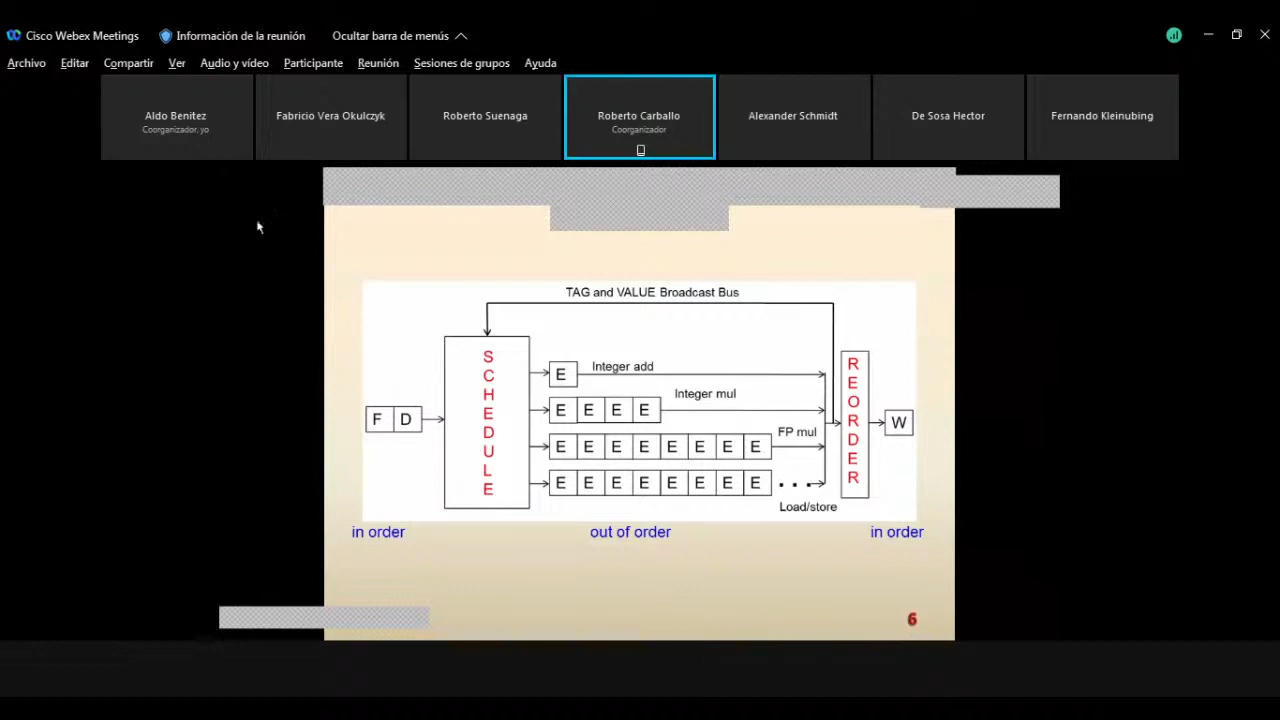 Cisco Webex Meetings
Información de la reunión
Ocultar barra de menús
Archivo Editar Compartir Ver Audio y vídeo Participante Reunión Sesiones de grupos Ayuda
Aldo Benitez
Coorganizador, yo
Fabricio Vera Okulczyk
Roberto Suenaga
Roberto Carballo
Coorganizador
Alexander Schmidt
De Sosa Hector
Fernando Kleinubing
TAG and VALUE Broadcast Bus
F D
SCHEDULE
E Integer add
E E E E Integer mul
E E E E E E E E FP mul
E E E E E E E E . . .
Load/store
REORDER
W
in order
out of order
in order
6